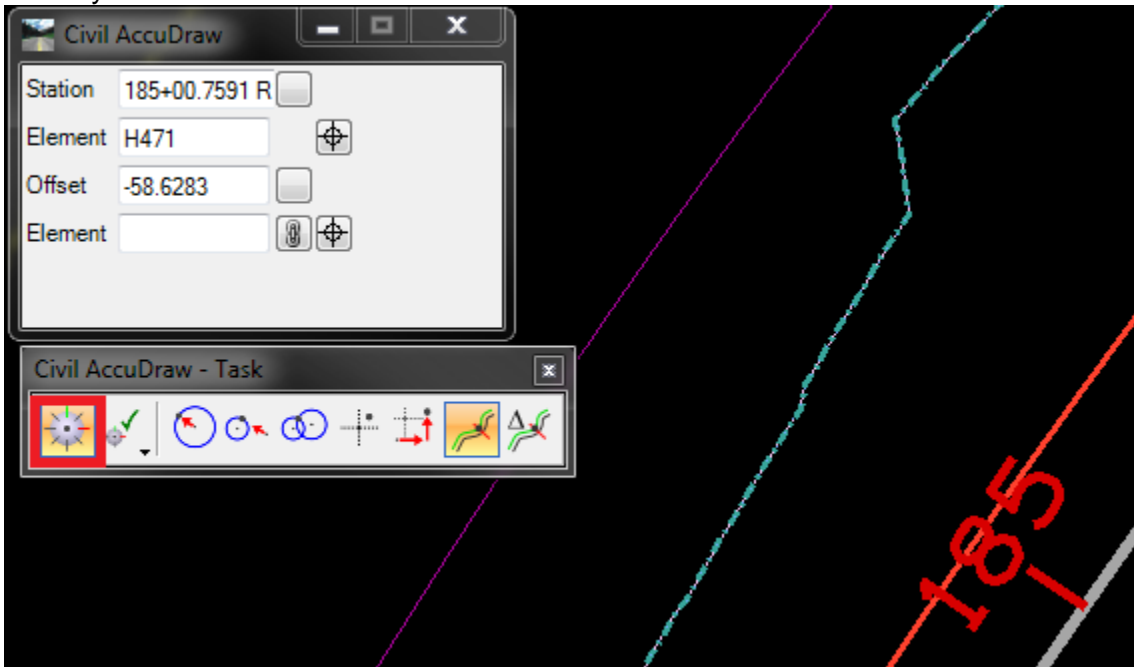 Civil AccuDraw
Station 185+00.7591 R
Element H471
Offset -58.6283
Element
Civil AccuDraw - Task
185